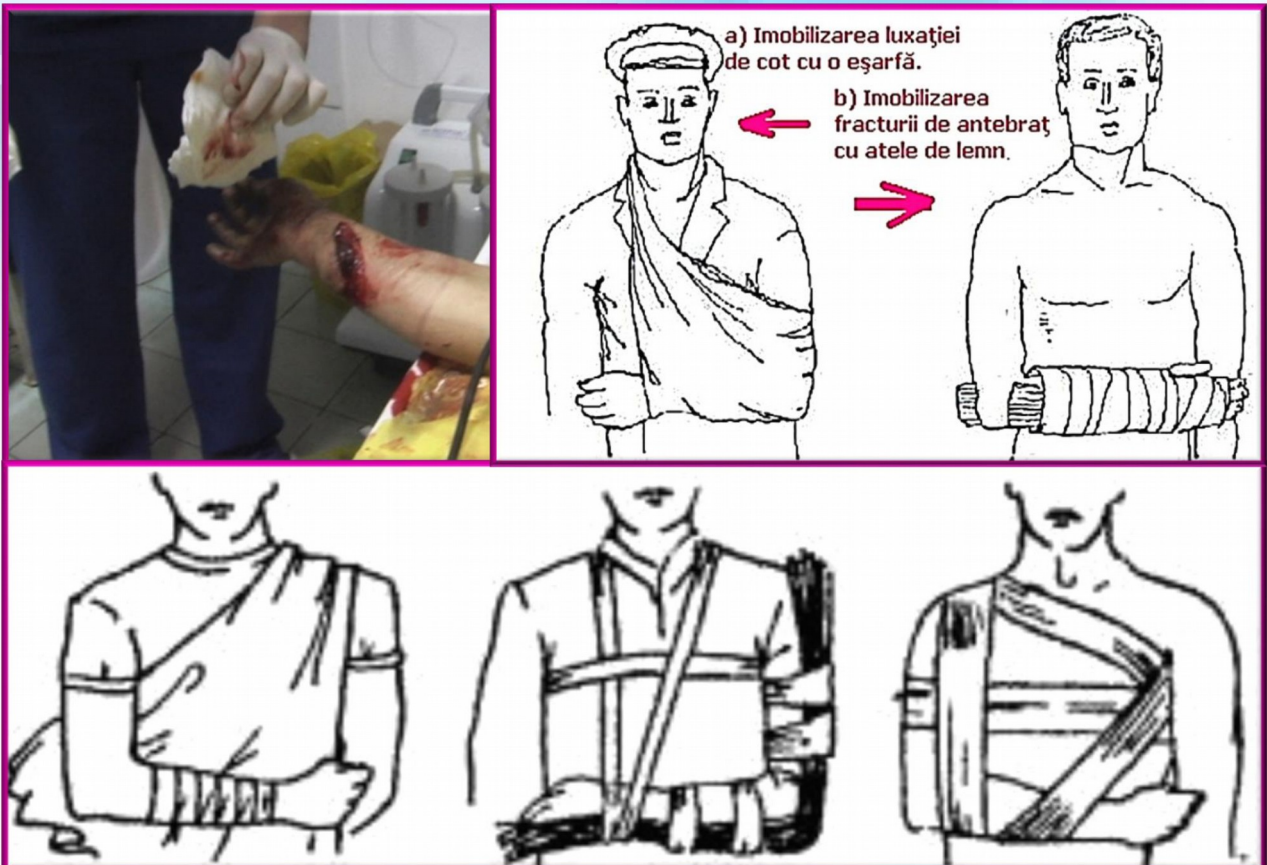 a) Imobilizarea luxaţiei
de cot cu o eşarfă.
b) Imobilizarea
fracturii de antebraţ
cu atele de lemn.